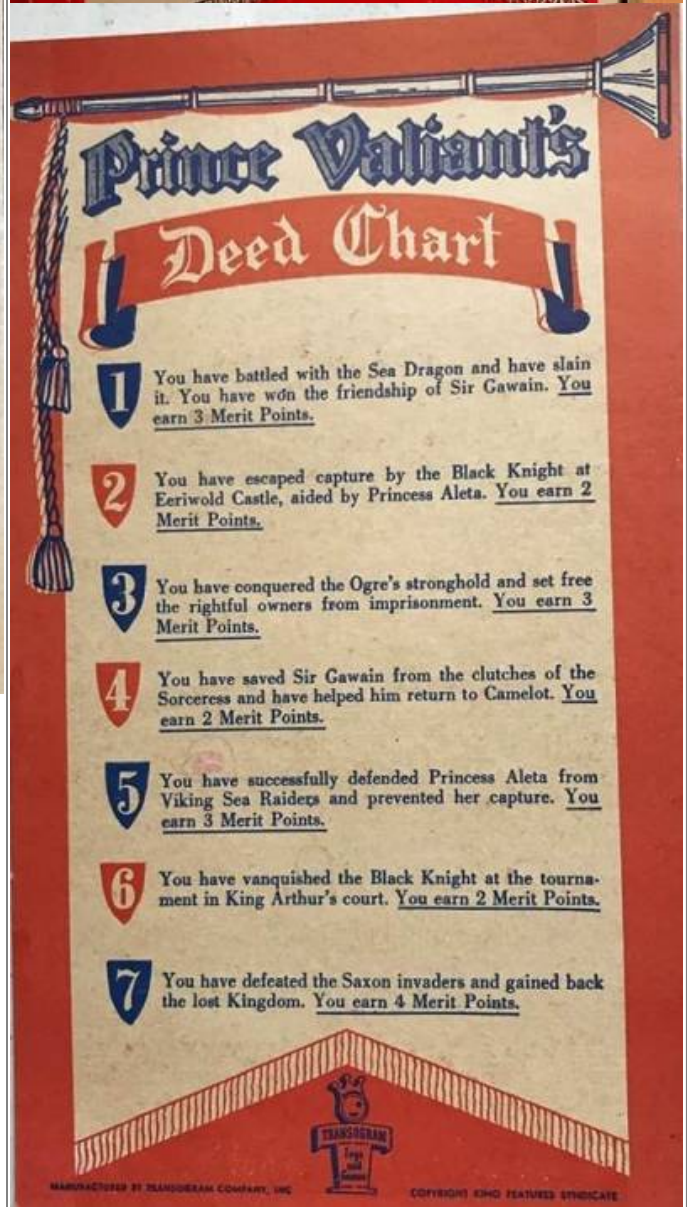 Prince Valiant's
Deed Chart
1
You have battled with the Sea Dragon and have slain
it. You have won the friendship of Sir Gawain. You
earn 3 Merit Points.
2
You have escaped capture by the Black Knight at
Eeriwold Castle, aided by Princess Aleta. You earn 2
Merit Points.
3
You have conquered the Ogre's stronghold and set free
the rightful owners from imprisonment. You earn 3
Merit Points.
4
You have saved Sir Gawain from the clutches of the
Sorceress and have helped him return to Camelot. You
earn 2 Merit Points.
5
You have successfully defended Princess Aleta from
Viking Sea Raiders and prevented her capture. You
earn 3 Merit Points.
6
You have vanquished the Black Knight at the tourna-
ment in King Arthur's court. You earn 2 Merit Points.
7
You have defeated the Saxon invaders and gained back
the lost Kingdom. You earn 4 Merit Points.
TRANSOGRAM
Toys
and
Games
MANUFACTURED BY TRANSOGRAM COMPANY, INC
COPYRIGHT KING FEATURES SYNDICATE